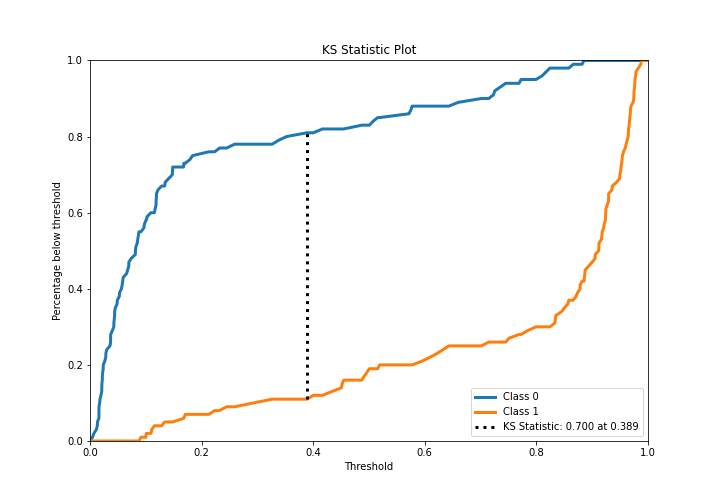 KS Statistic Plot
1.0
0.8
0.6
0.4
0.2
0.0
Percentage below threshold
Class 0
Class 1
KS Statistic: 0.700 at 0.389
0.0 0.2 0.4 0.6 0.8 1.0
Threshold